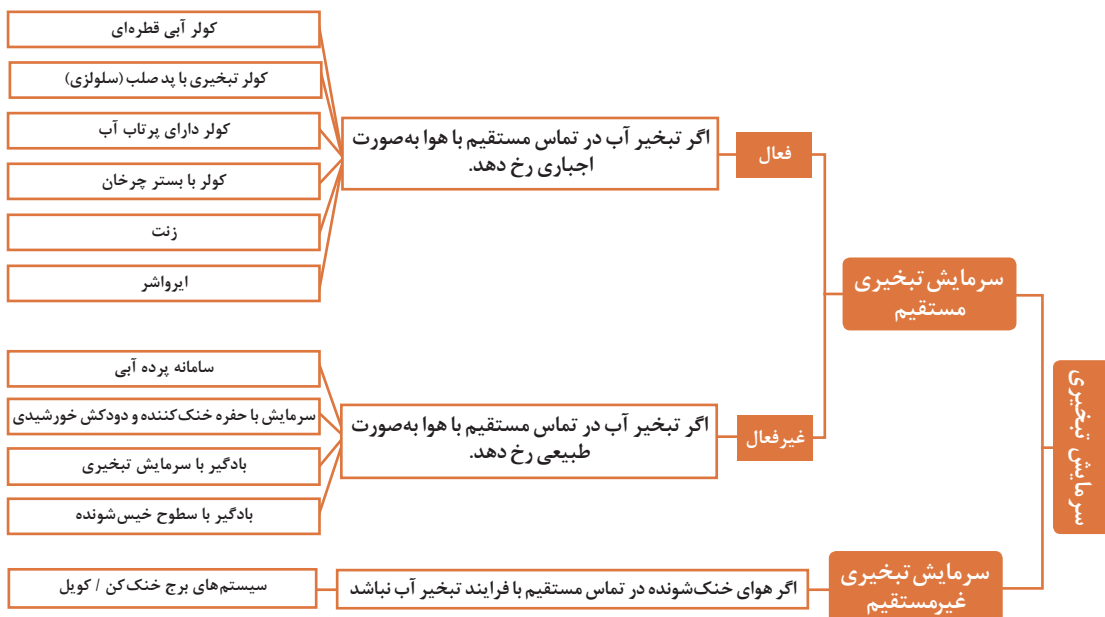 سرمایش تبخیری
سرمایش تبخیری
مستقیم
فعال
اگر تبخیر آب در تماس مستقیم با هوا به‌صورت
اجباری رخ دهد.
کولر آبی قطره‌ای
کولر تبخیری با پد صلب (سلولزی)
کولر دارای پرتاب آب
کولر با بستر چرخان
زنت
ایرواشر
غیرفعال
اگر تبخیر آب در تماس مستقیم با هوا به‌صورت
طبیعی رخ دهد.
سامانه پرده آبی
سرمایش با حفره خنک‌کننده و دودکش خورشیدی
بادگیر با سرمایش تبخیری
بادگیر با سطوح خیس‌شونده
سرمایش تبخیری
غیرمستقیم
اگر هوای خنک‌شونده در تماس مستقیم با فرایند تبخیر آب نباشد
سیستم‌های برج خنک‌کن / کویل